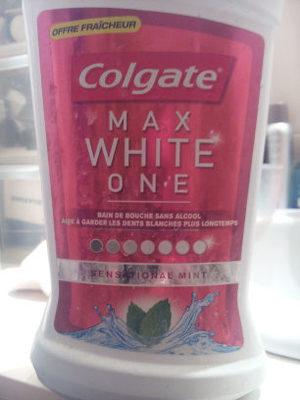 OFFRE FRAÎCHEUR
Colgate
MAX
WHITE
ONE
BAIN DE BOUCHE SANS ALCOOL
AIDE À GARDER LES DENTS BLANCHES PLUS LONGTEMPS
SENSATIONAL MINT